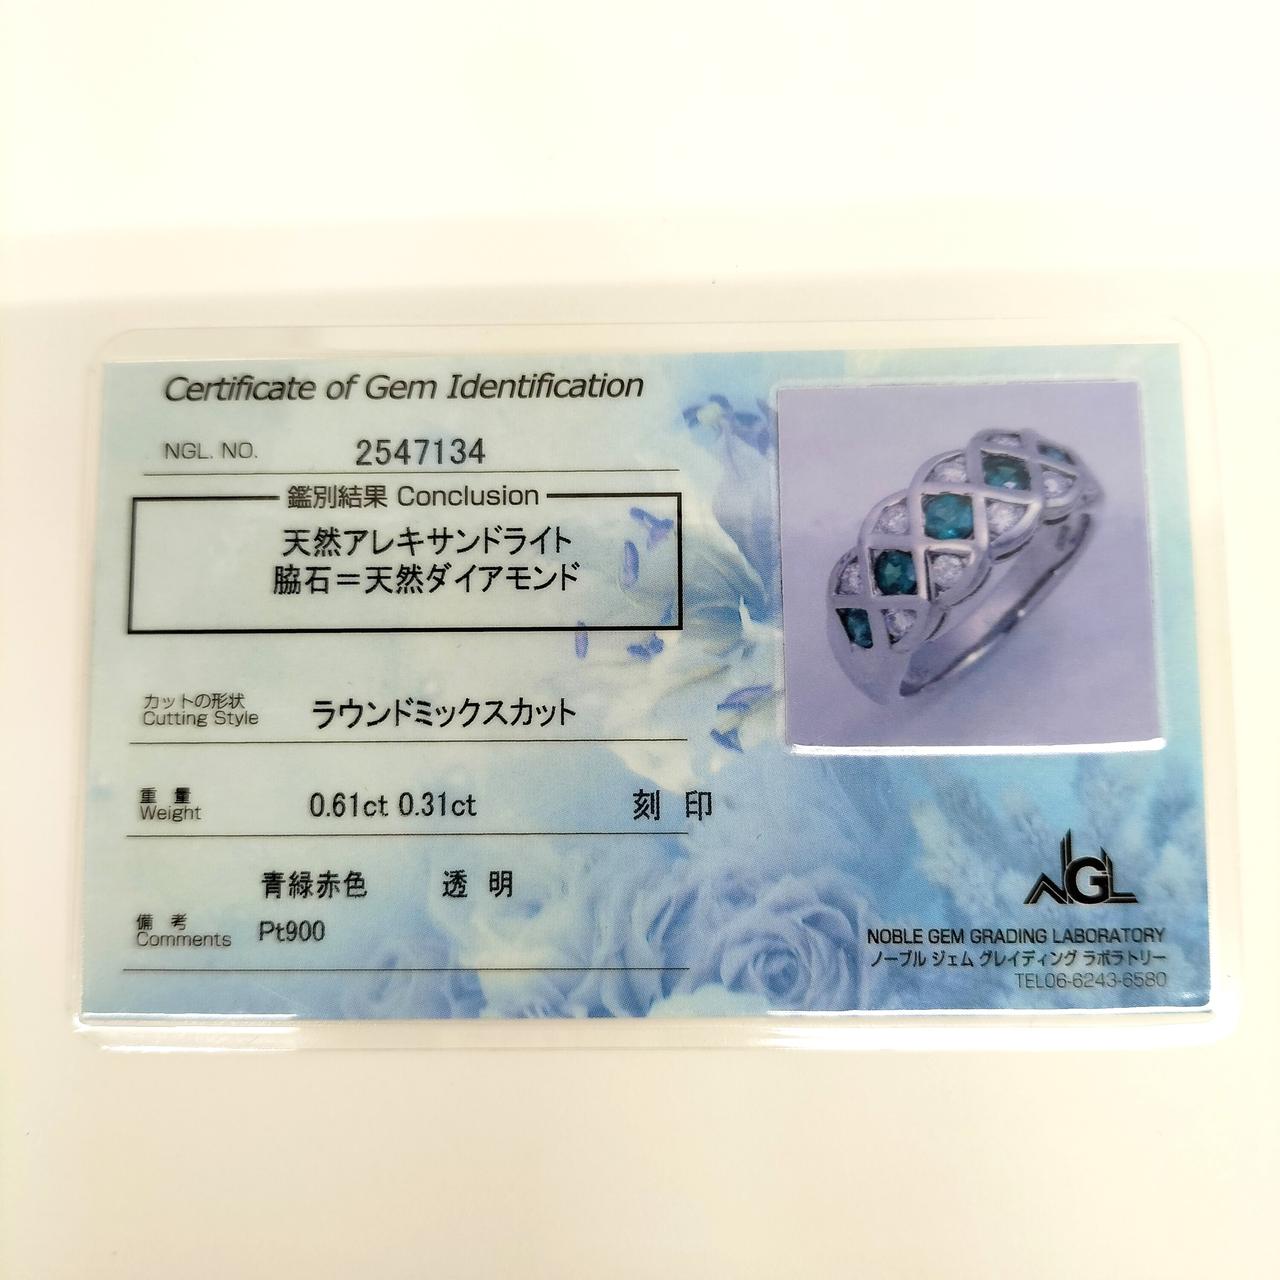 Certificate of Gem Identification
NGL. NO. 2547134
鑑別結果 Conclusion
天然アレキサンドライト
脇石＝天然ダイアモンド
カットの形状
Cutting Style ラウンドミックスカット
重 量
Weight 0.61ct 0.31ct 刻 印
青緑赤色 透 明
備 考
Comments Pt900
NGL
NOBLE GEM GRADING LABORATORY
ノーブル ジェム グレイディング ラボラトリー
TEL06-6243-6580